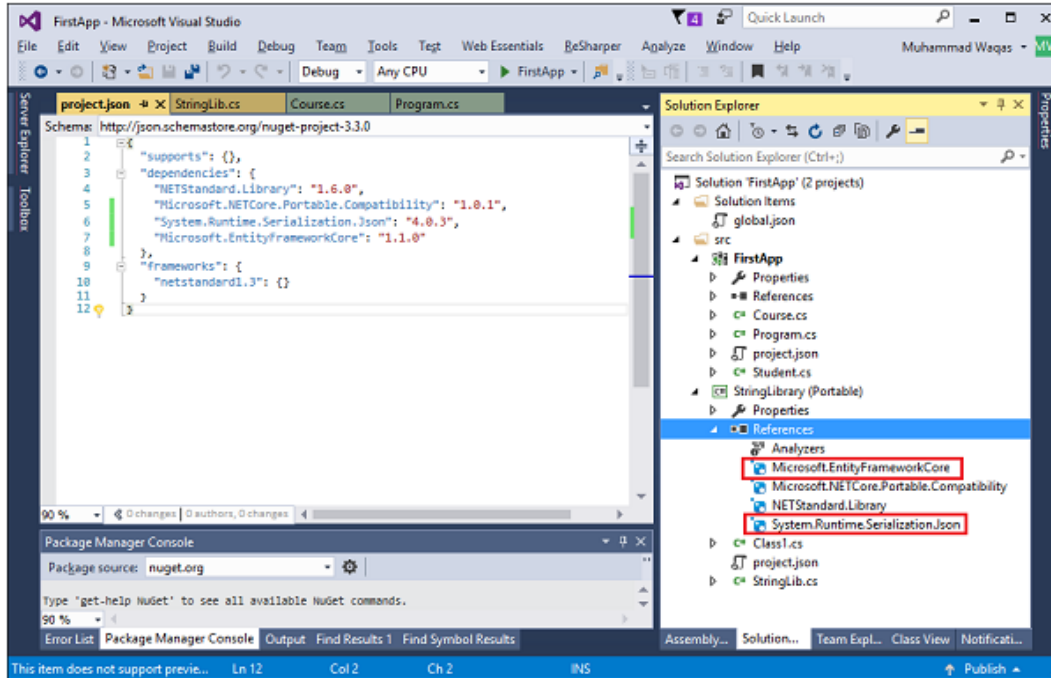 FirstApp - Microsoft Visual Studio
4
Quick Launch
File Edit View Project Build Debug Team Tools Test Web Essentials ReSharper Analyze Window Help Muhammad Waqas
Debug Any CPU FirstApp
Server Explorer
Toolbox
project.json StringLib.cs Course.cs Program.cs
Schema: http://json.schemastore.org/nuget-project-3.3.0
1 {
2 "supports": {},
3 "dependencies": {
4 "NETStandard.Library": "1.6.0",
5 "Microsoft.NETCore.Portable.Compatibility": "1.0.1",
6 "System.Runtime.Serialization.Json": "4.0.3",
7 "Microsoft.EntityFrameworkCore": "1.1.0"
8 },
9 "frameworks": {
10 "netstandard1.3": {}
11 }
12 }
90 % 0 changes | 0 authors, 0 changes
Package Manager Console
Package source: nuget.org
Type 'get-help NuGet' to see all available NuGet commands.
90 %
Error List Package Manager Console Output Find Results 1 Find Symbol Results
Solution Explorer
Search Solution Explorer (Ctrl+;)
Solution 'FirstApp' (2 projects)
Solution Items
global.json
src
FirstApp
Properties
References
C# Course.cs
C# Program.cs
project.json
C# Student.cs
StringLibrary (Portable)
Properties
References
Analyzers
Microsoft.EntityFrameworkCore
Microsoft.NETCore.Portable.Compatibility
NETStandard.Library
System.Runtime.Serialization.Json
C# Class1.cs
project.json
C# StringLib.cs
Assembly... Solution... Team Expl... Class View Notificati...
Properties
This item does not support previe... Ln 12 Col 2 Ch 2 INS Publish